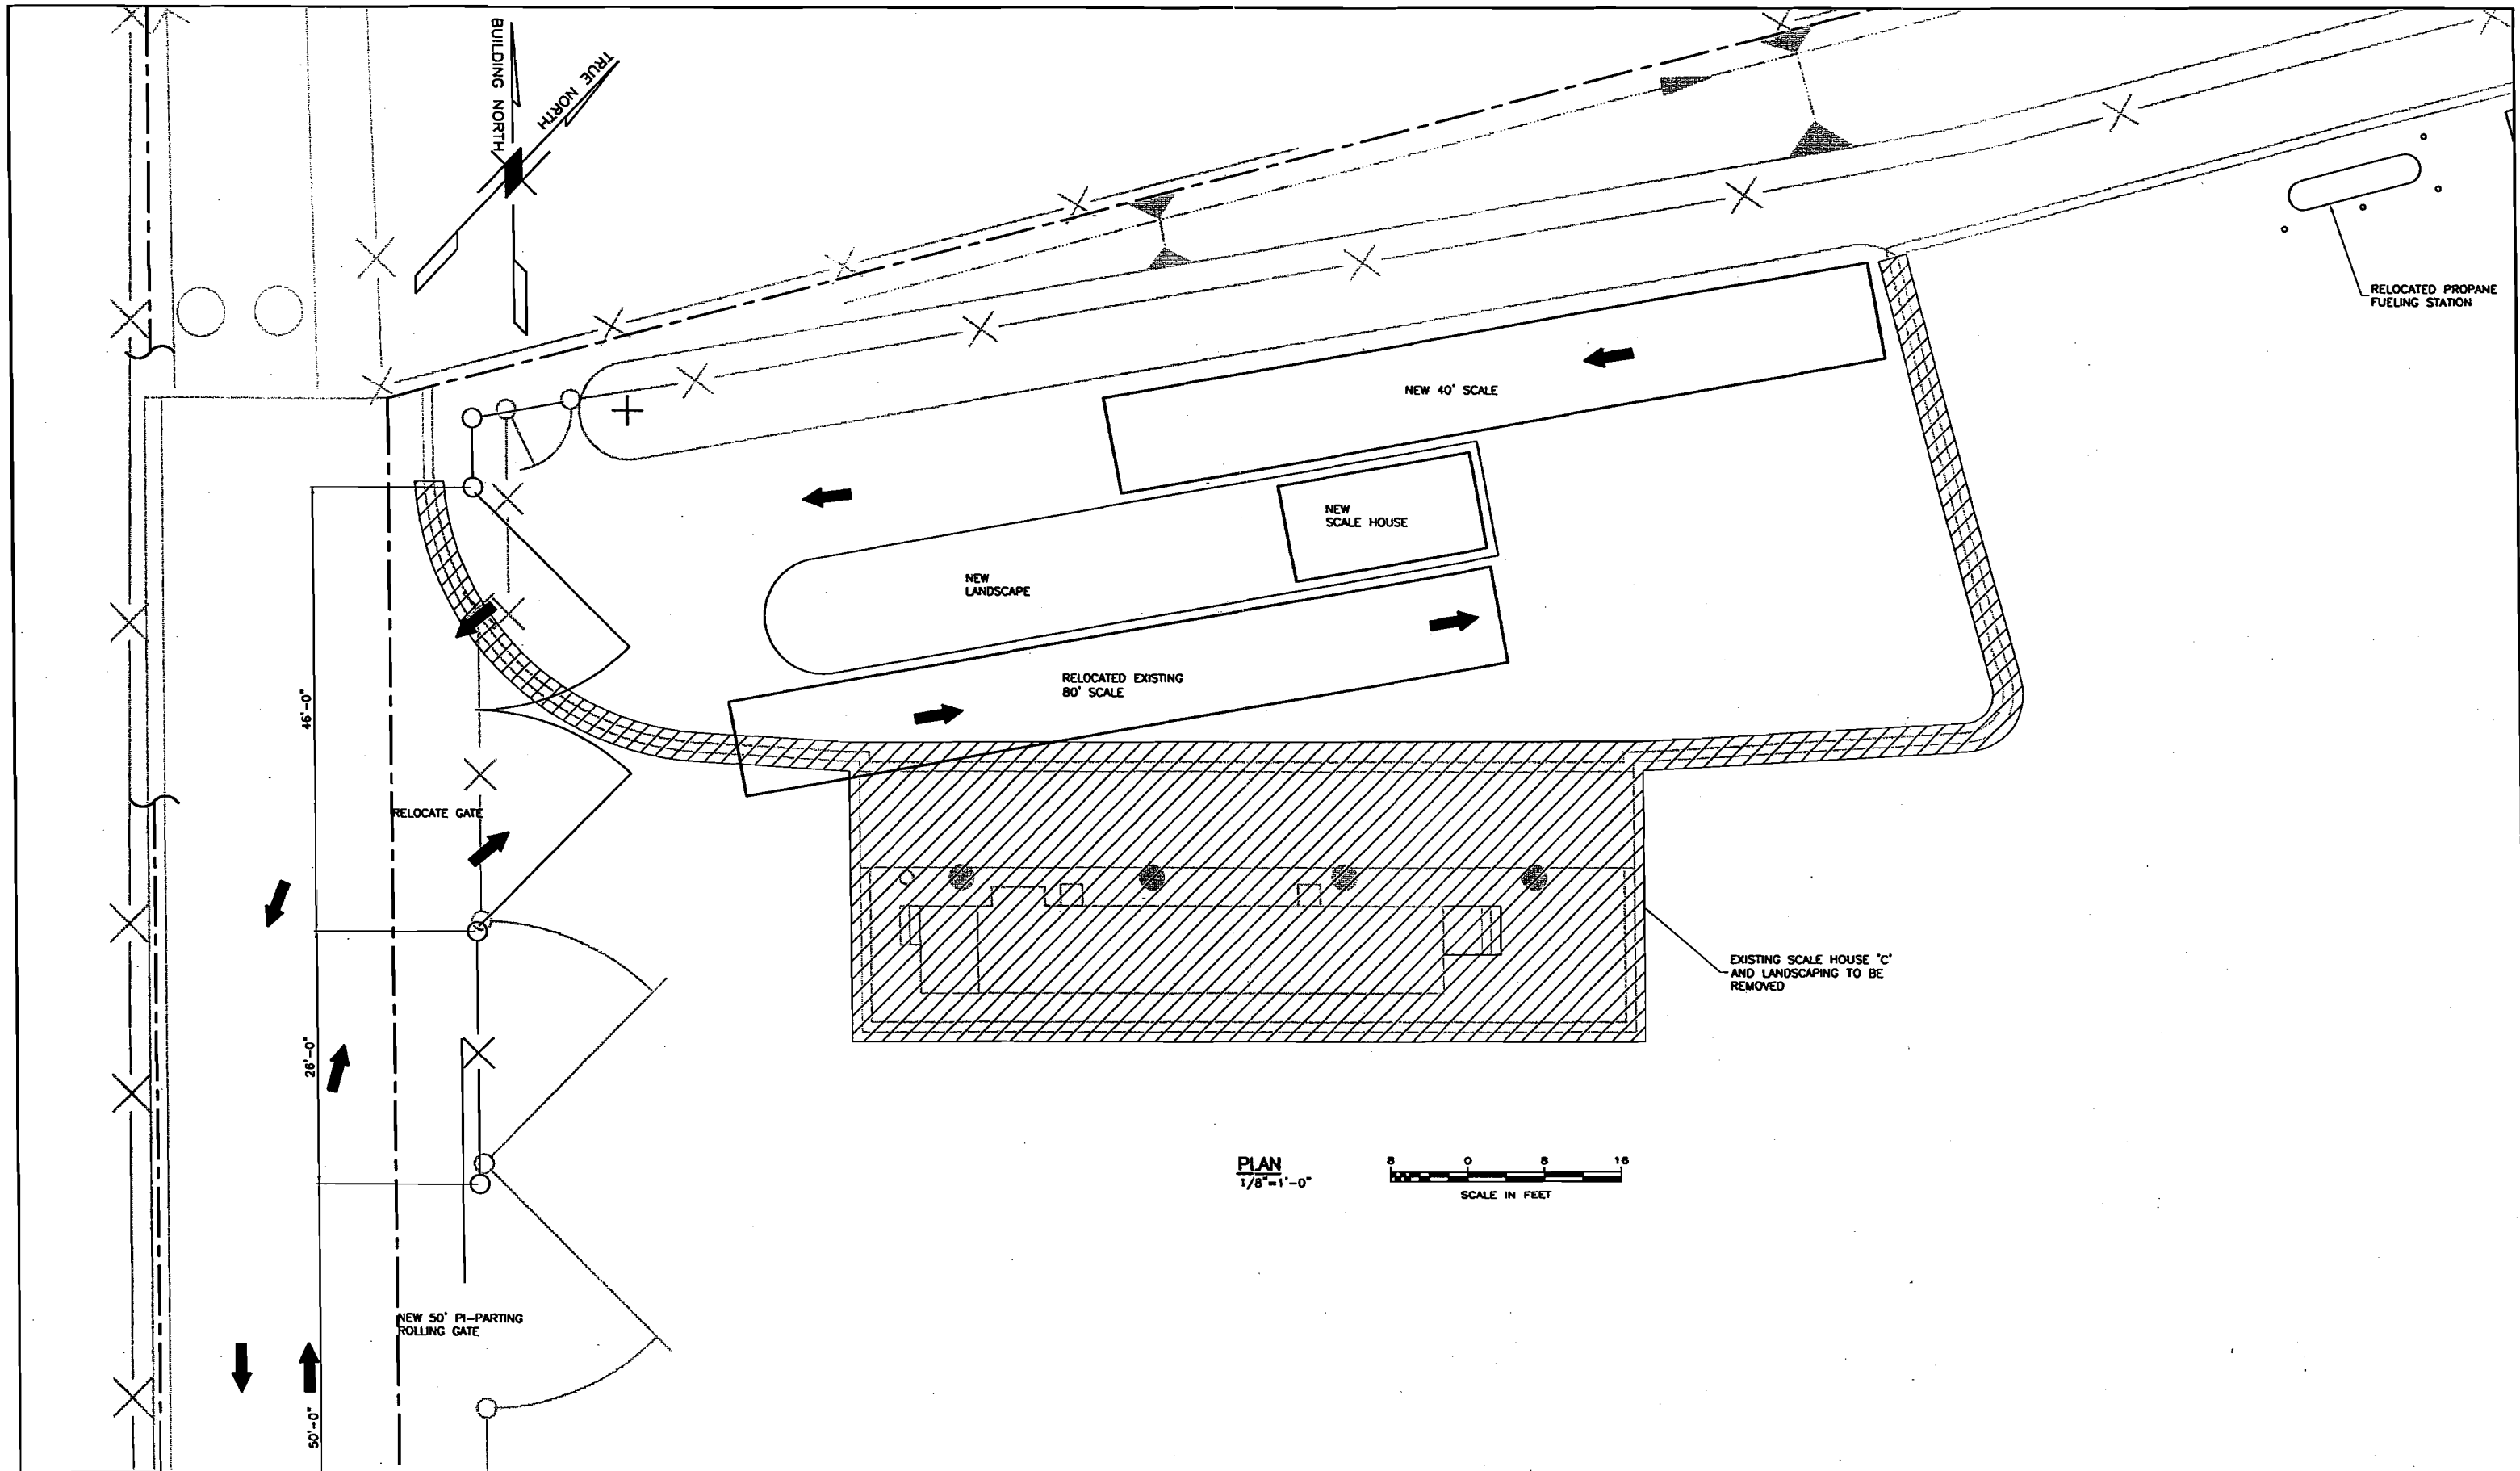 BUILDING NORTH
TRUE NORTH
RELOCATED PROPANE
FUELING STATION
NEW 40' SCALE
NEW
SCALE HOUSE
NEW
LANDSCAPE
RELOCATED EXISTING
80' SCALE
46'-0"
RELOCATE GATE
EXISTING SCALE HOUSE "C"
AND LANDSCAPING TO BE
REMOVED
26'-0"
PLAN
1/8"=1'-0"
8 0 8 16
SCALE IN FEET
NEW 50' PI-PARTING
ROLLING GATE
50'-0"